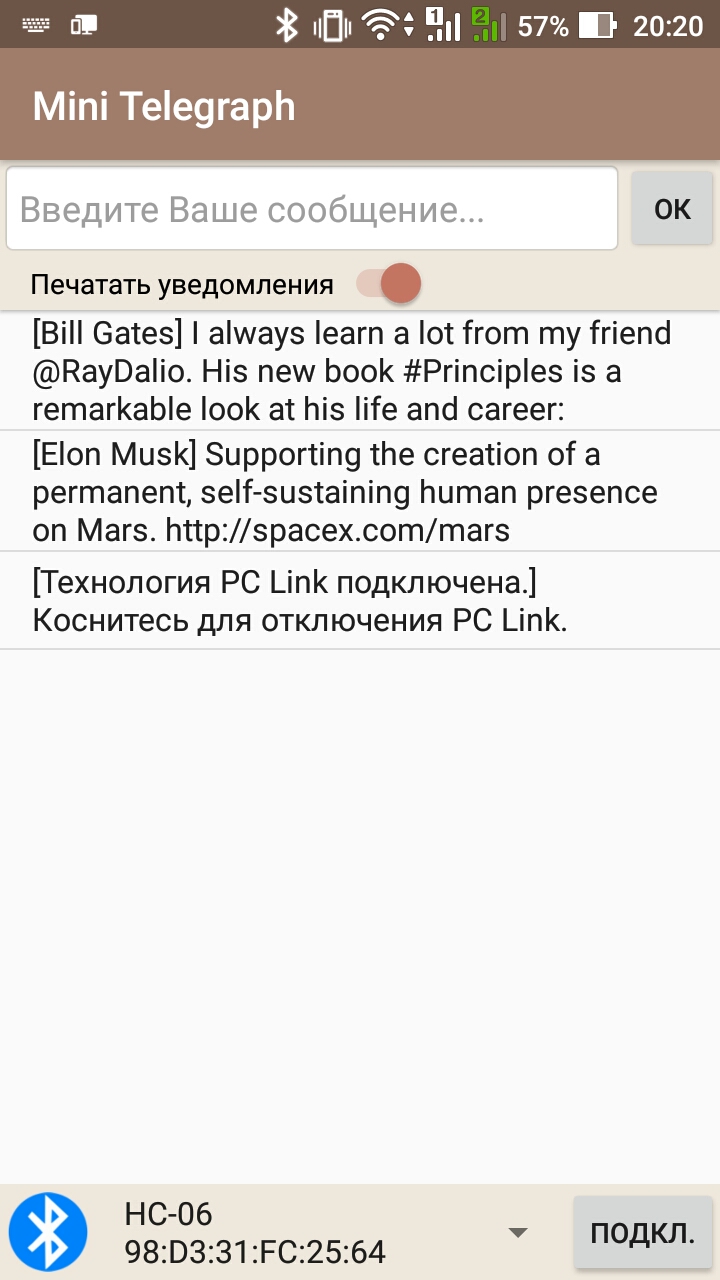 1 2 57% 20:20
Mini Telegraph
Введите Ваше сообщение... ОК
Печатать уведомления
[Bill Gates] I always learn a lot from my friend
@RayDalio. His new book #Principles is a
remarkable look at his life and career:
[Elon Musk] Supporting the creation of a
permanent, self-sustaining human presence
on Mars. http://spacex.com/mars
[Технология PC Link подключена.]
Коснитесь для отключения PC Link.
HC-06
98:D3:31:FC:25:64
ПОДКЛ.